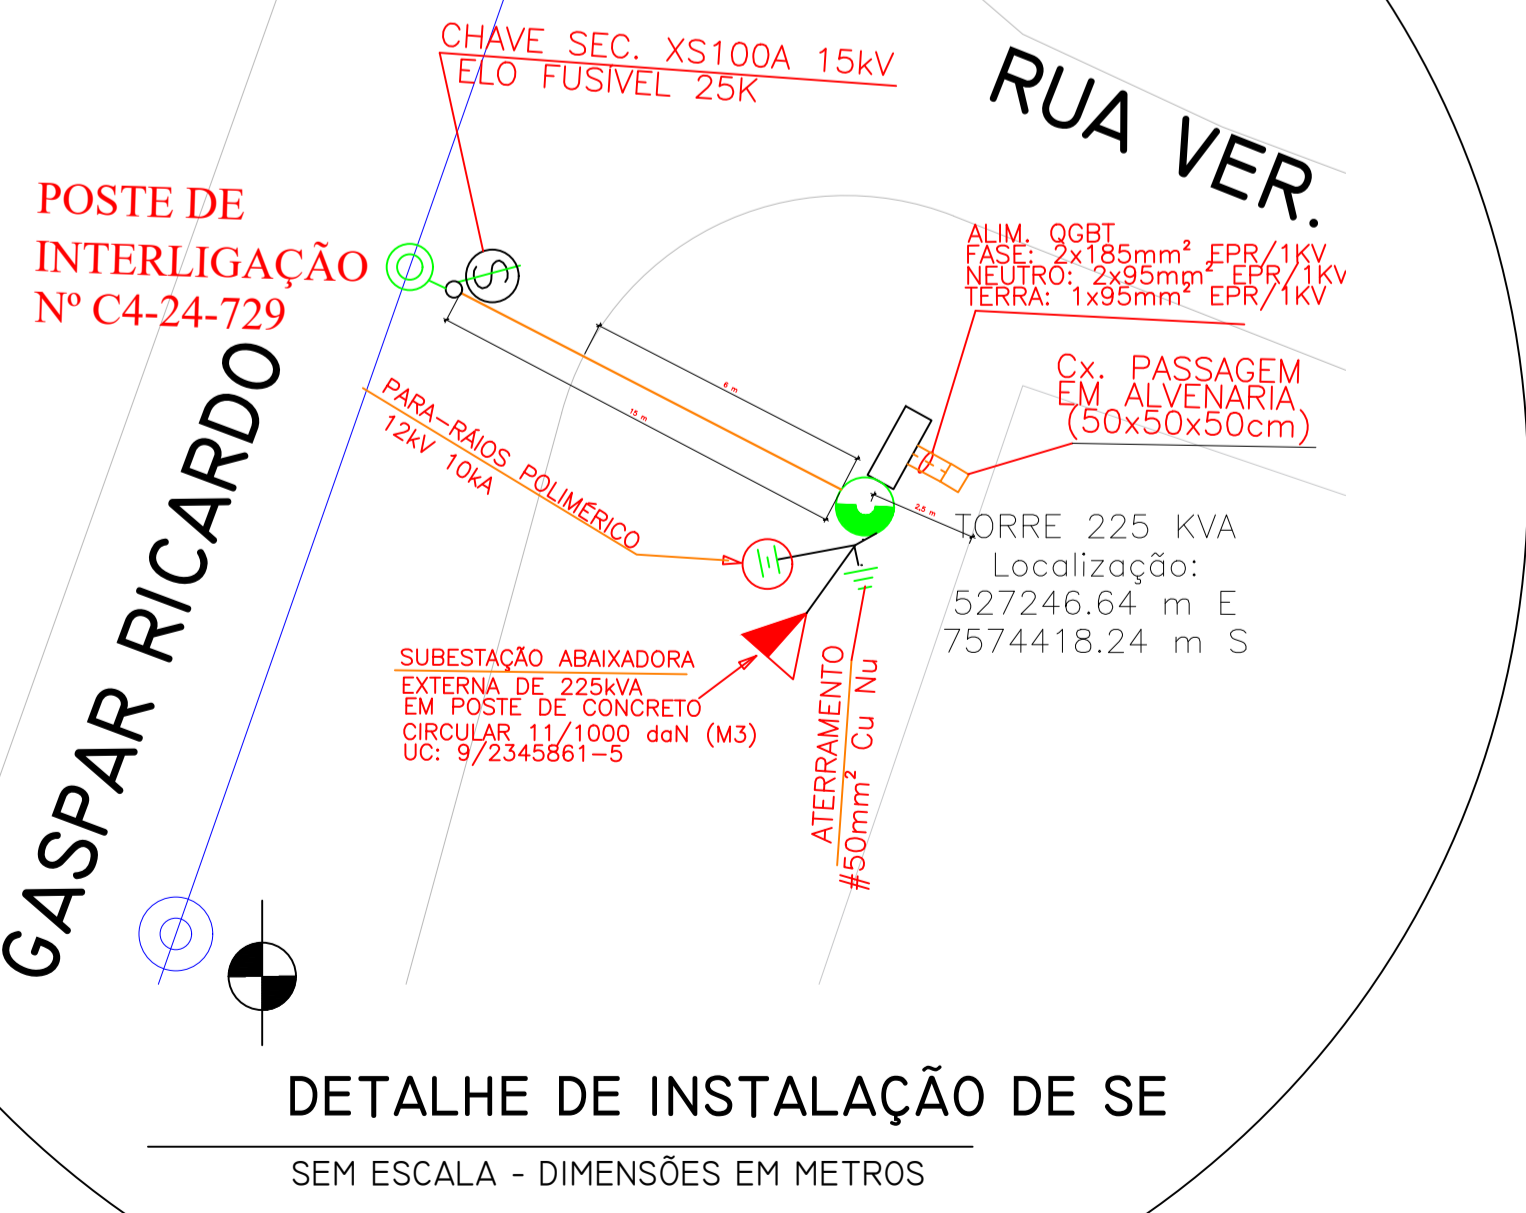 CHAVE SEC. XS100A 15kV
ELO FUSÍVEL 25K
RUA VER.
POSTE DE
INTERLIGAÇÃO
Nº C4-24-729
ALIM. QGBT
FASE: 2x185mm² EPR/1KV
NEUTRO: 2x95mm² EPR/1KV
TERRA: 1x95mm² EPR/1KV
S
GASPAR RICARDO
Cx. PASSAGEM
EM ALVENARIA
(50x50x50cm)
6 m
15 m
PARA-RÁIOS POLIMÉRICO
12kV 10kA
2,5 m
TORRE 225 KVA
Localização:
527246.64 m E
7574418.24 m S
SUBESTAÇÃO ABAIXADORA
EXTERNA DE 225kVA
EM POSTE DE CONCRETO
CIRCULAR 11/1000 daN (M3)
UC: 9/2345861-5
ATERRAMENTO
#50mm² Cu Nu
DETALHE DE INSTALAÇÃO DE SE
SEM ESCALA - DIMENSÕES EM METROS